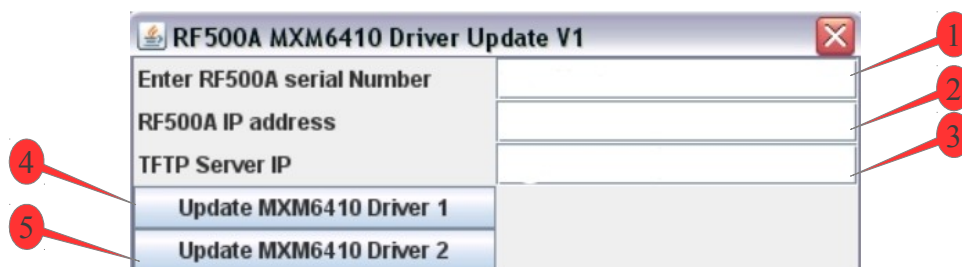 RF500A MXM6410 Driver Update V1
Enter RF500A serial Number
1
RF500A IP address
2
TFTP Server IP
3
4
Update MXM6410 Driver 1
5
Update MXM6410 Driver 2